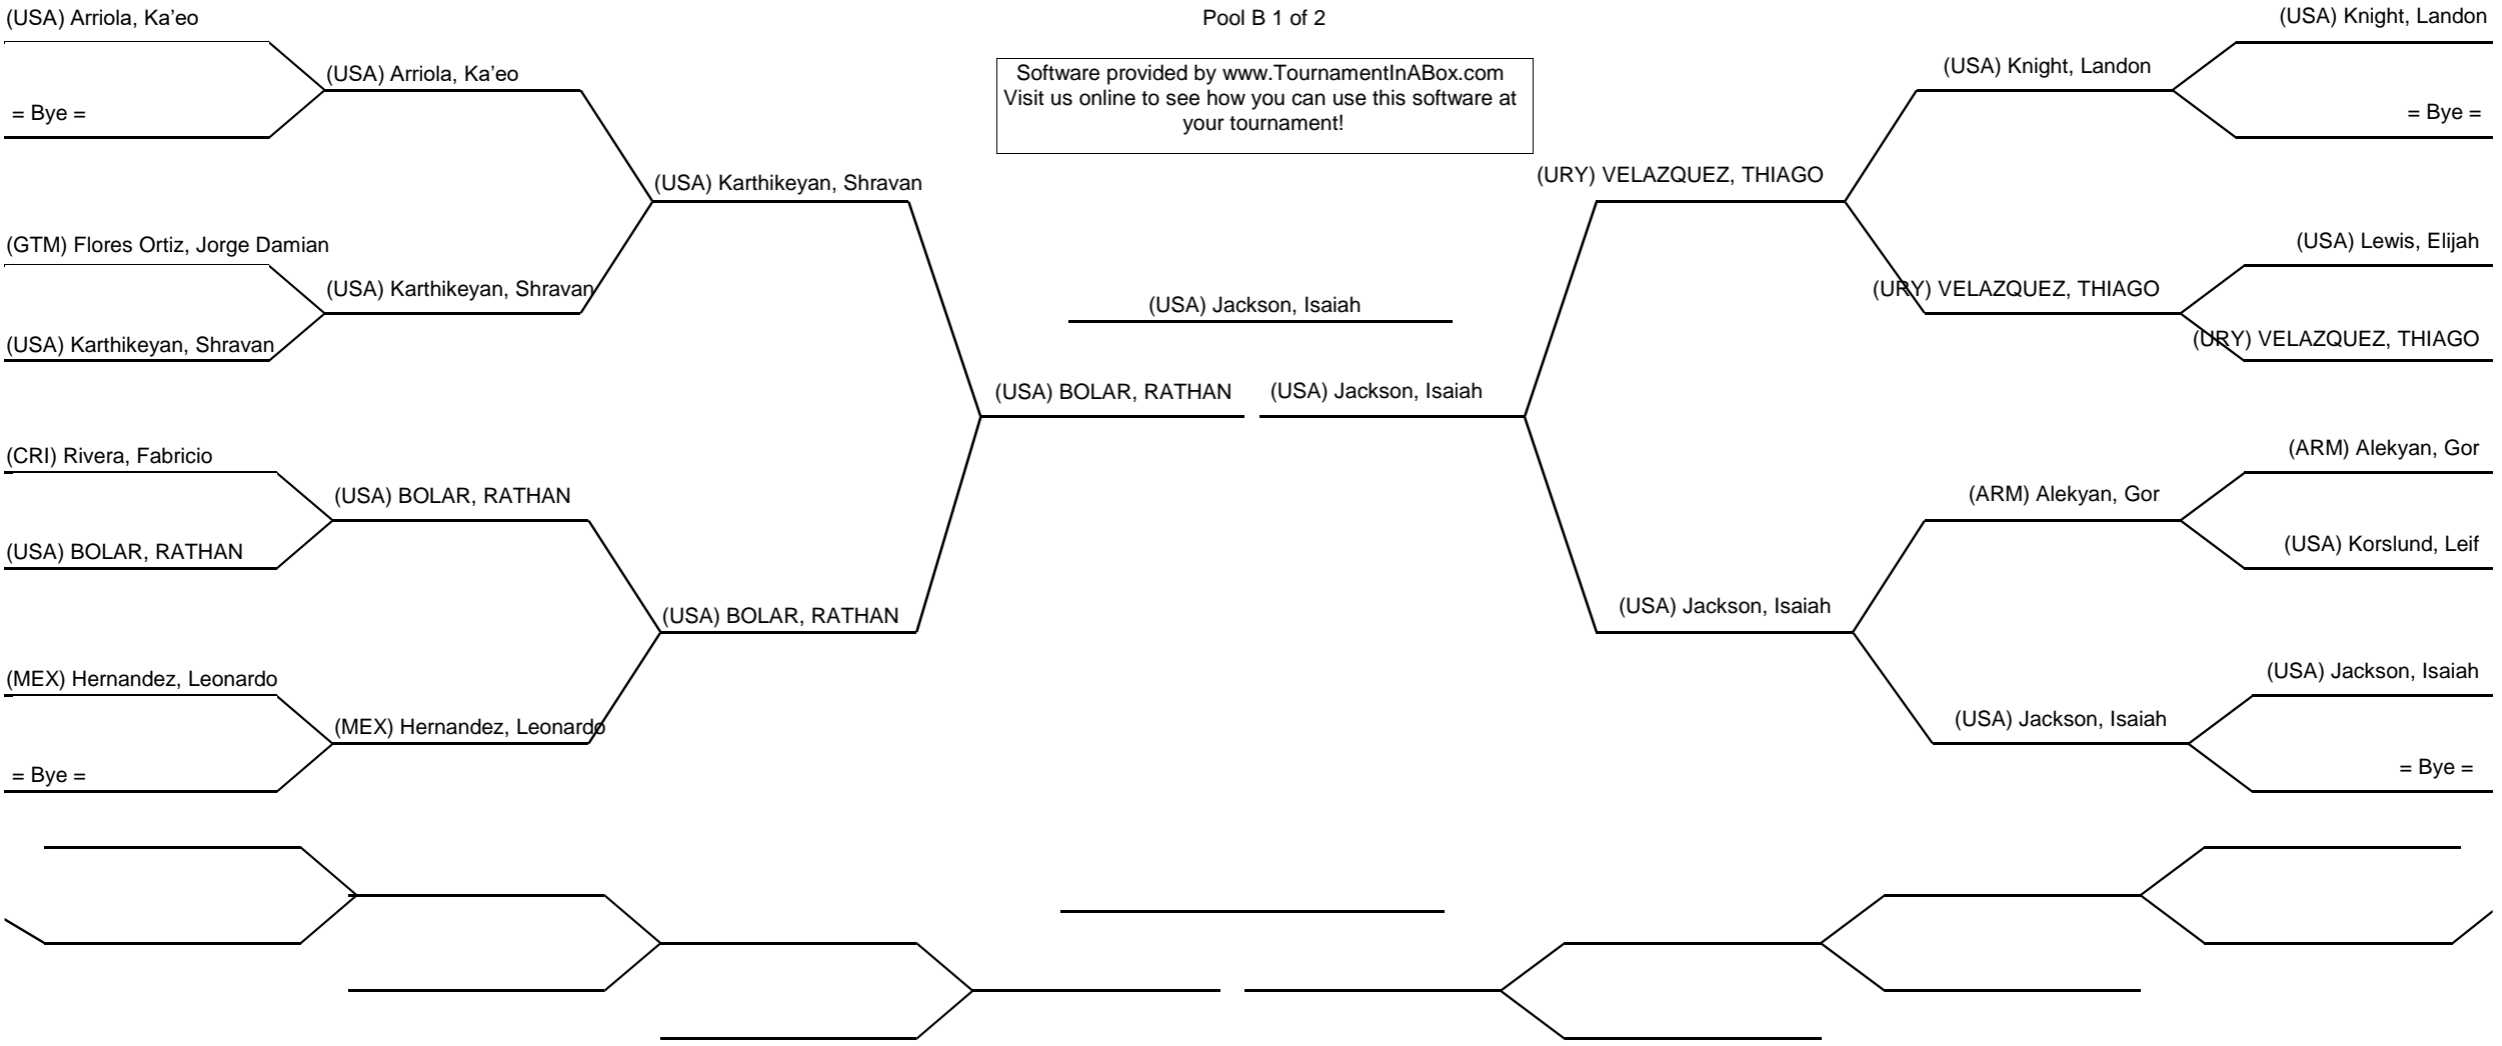 (USA) Arriola, Ka’eo
Pool B 1 of 2
(USA) Knight, Landon
(USA) Arriola, Ka’eo
Software provided by www.TournamentInABox.com
Visit us online to see how you can use this software at
your tournament!
(USA) Knight, Landon
= Bye =
= Bye =
(USA) Karthikeyan, Shravan
(URY) VELAZQUEZ, THIAGO
(GTM) Flores Ortiz, Jorge Damian
(USA) Lewis, Elijah
(USA) Karthikeyan, Shravan
(USA) Jackson, Isaiah
(URY) VELAZQUEZ, THIAGO
(USA) Karthikeyan, Shravan
(URY) VELAZQUEZ, THIAGO
(USA) BOLAR, RATHAN
(USA) Jackson, Isaiah
(CRI) Rivera, Fabricio
(ARM) Alekyan, Gor
(USA) BOLAR, RATHAN
(ARM) Alekyan, Gor
(USA) BOLAR, RATHAN
(USA) Korslund, Leif
(USA) BOLAR, RATHAN
(USA) Jackson, Isaiah
(MEX) Hernandez, Leonardo
(USA) Jackson, Isaiah
(MEX) Hernandez, Leonardo
(USA) Jackson, Isaiah
= Bye =
= Bye =